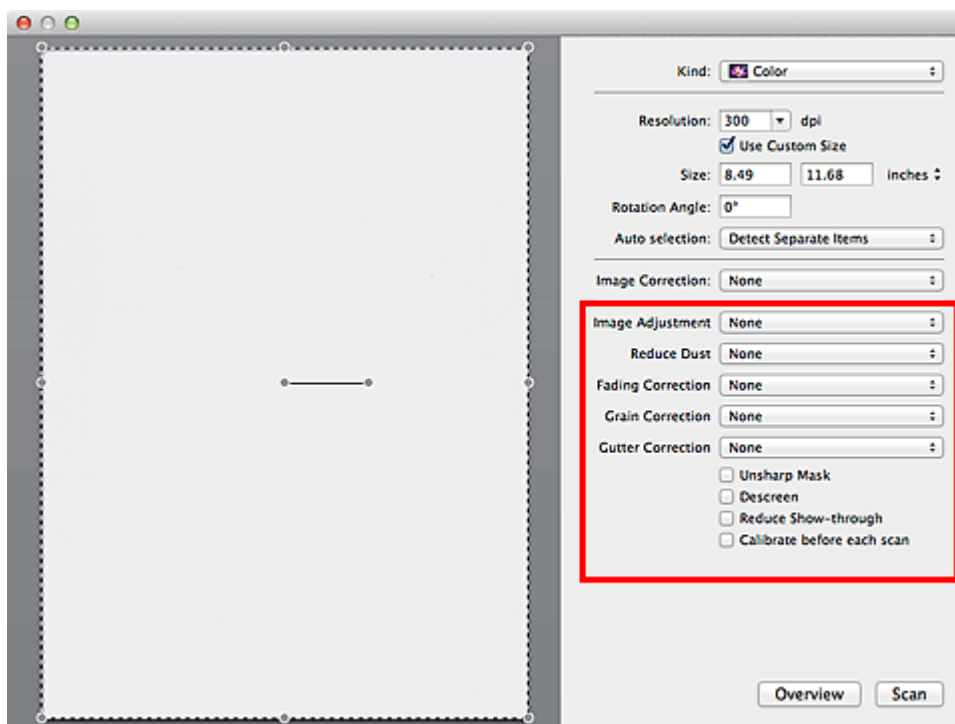 Kind: Color
Resolution: 300 dpi
Use Custom Size
Size: 8.49 11.68 inches
Rotation Angle: 0°
Auto selection: Detect Separate Items
Image Correction: None
Image Adjustment None
Reduce Dust None
Fading Correction None
Grain Correction None
Gutter Correction None
Unsharp Mask
Descreen
Reduce Show-through
Calibrate before each scan
Overview Scan